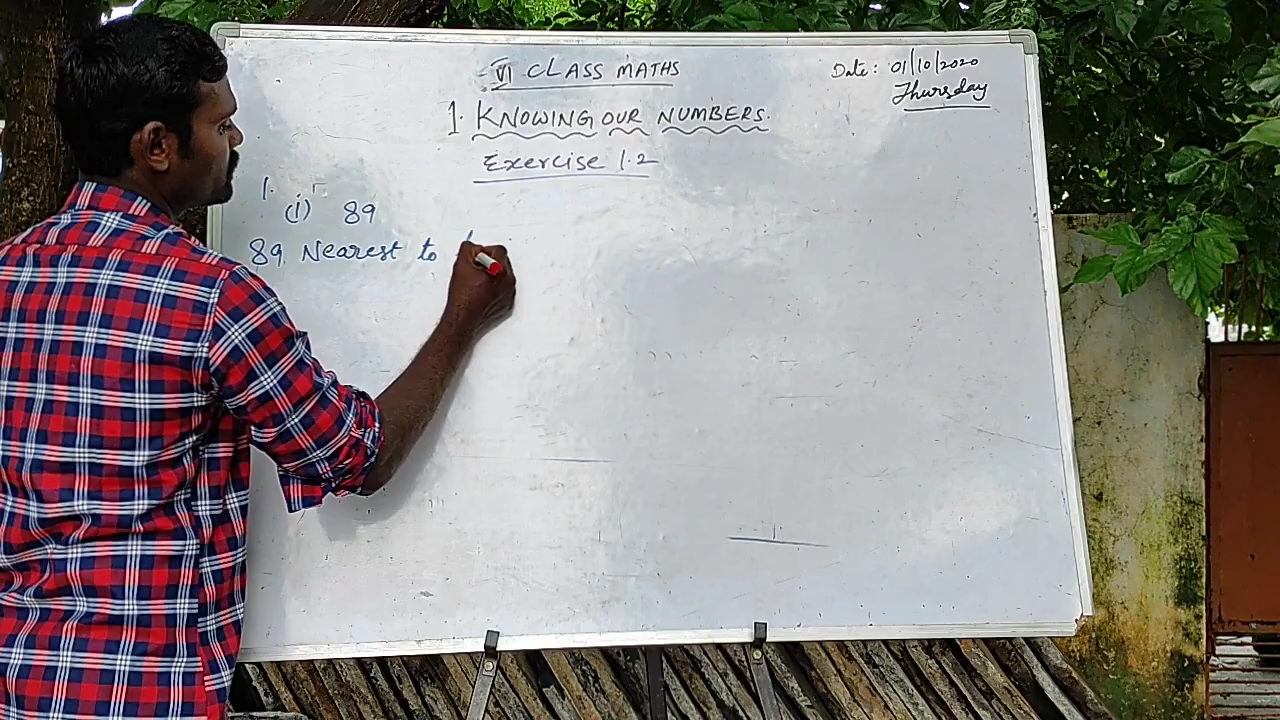 VI CLASS MATHS
Date: 01/10/2020
Thursday
1. KNOWING OUR NUMBERS.
Exercise 1.2
1.
(i) 89
89 Nearest to